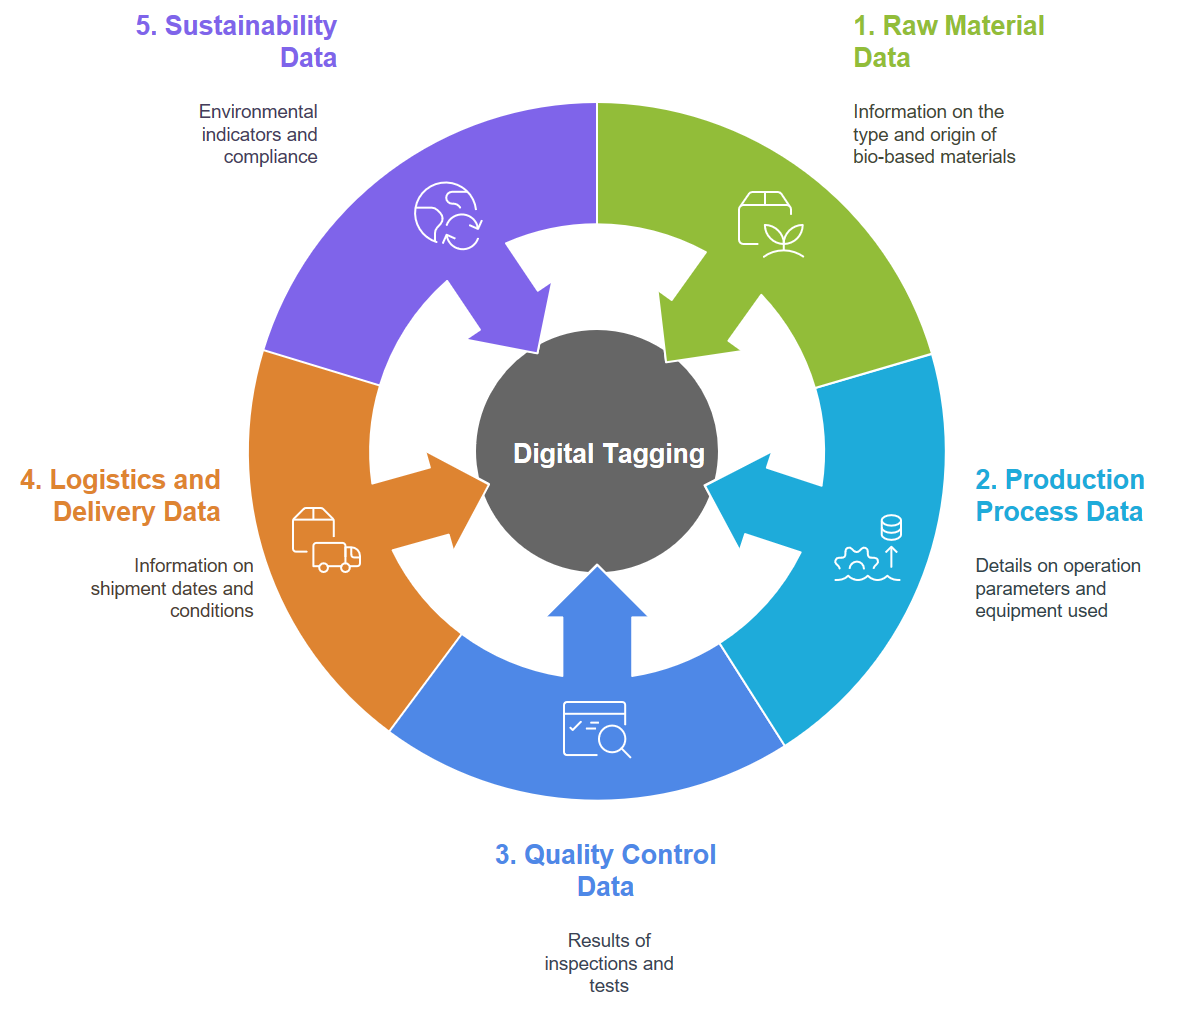 5. Sustainability
Data
Environmental
indicators and
compliance
1. Raw Material
Data
Information on the
type and origin of
bio-based materials
Digital Tagging
4. Logistics and
Delivery Data
Information on
shipment dates and
conditions
2. Production
Process Data
Details on operation
parameters and
equipment used
3. Quality Control
Data
Results of
inspections and
tests